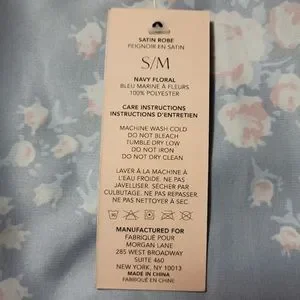 SATIN ROBE
PEIGNOIR EN SATIN
S/M
NAVY FLORAL
BLEU MARINE À FLEURS
100% POLYESTER
CARE INSTRUCTIONS
INSTRUCTIONS D'ENTRETIEN
MACHINE WASH COLD
DO NOT BLEACH
TUMBLE DRY LOW
DO NOT IRON
DO NOT DRY CLEAN
LAVER À LA MACHINE À
L'EAU FROIDE. NE PAS
JAVELLISER. SÉCHER PAR
CULBUTAGE. NE PAS REPASSER.
NE PAS NETTOYER À SEC
MANUFACTURED FOR
FABRIQUÉ POUR
MORGAN LANE
285 WEST BROADWAY
SUITE 460
NEW YORK, NY 10013
MADE IN CHINA
FABRIQUÉ EN CHINE